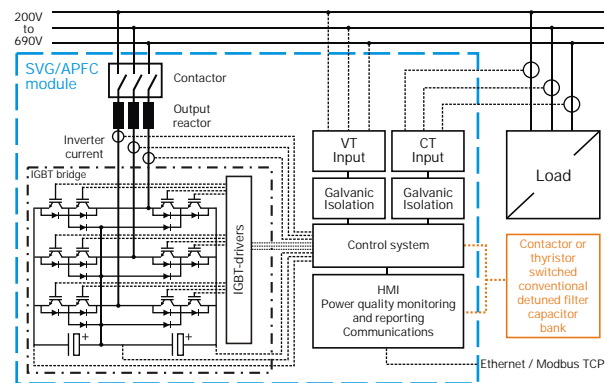 200V
to
690V
SVG/APFC
module
Contactor
Output
reactor
Inverter
current
IGBT bridge
IGBT-drivers
+
+
VT
Input
CT
Input
Galvanic
Isolation
Galvanic
Isolation
Control system
HMI
Power quality monitoring
and reporting
Communications
Load
Contactor or
thyristor
switched
conventional
detuned filter
capacitor
bank
Ethernet / Modbus TCP